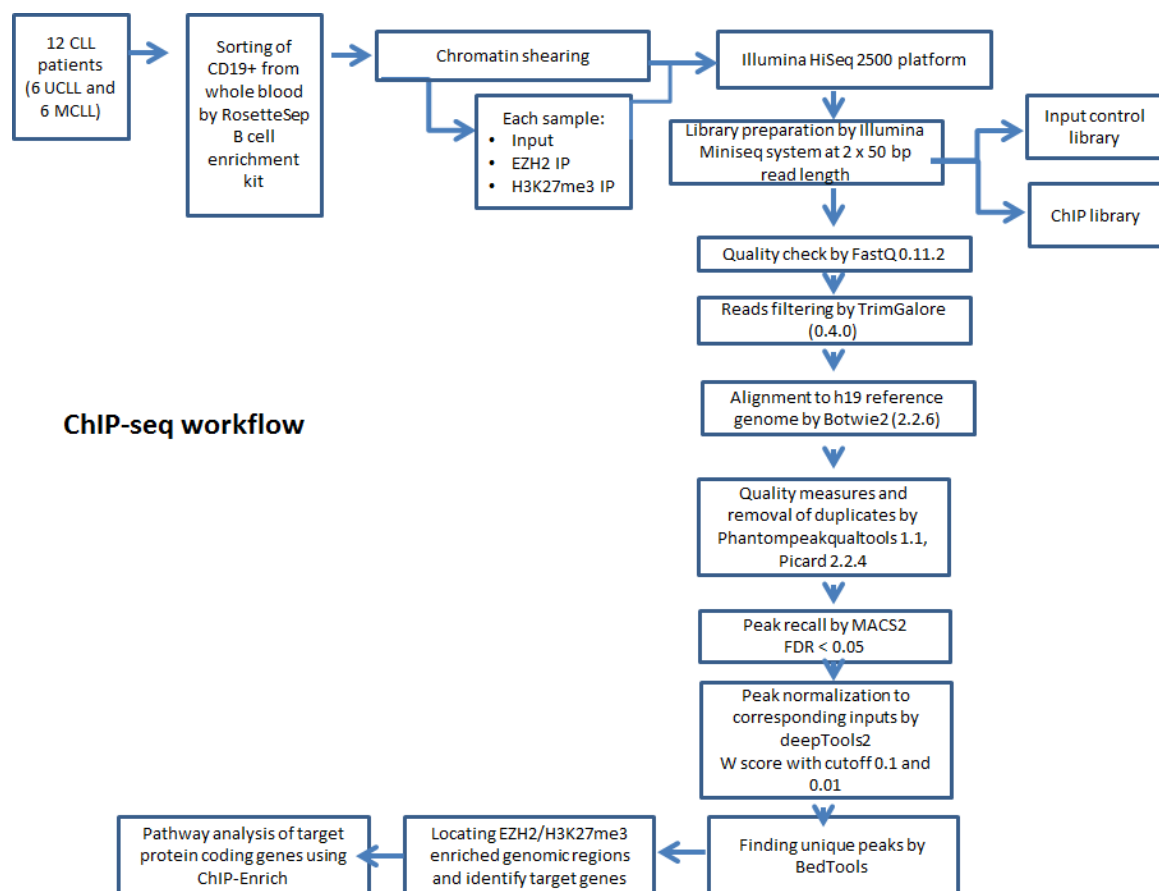 12 CLL
patients
(6 UCLL and
6 MCLL)
Sorting of
CD19+ from
whole blood
by RosetteSep
B cell
enrichment
kit
Chromatin shearing
Each sample:
• Input
• EZH2 IP
• H3K27me3 IP
Illumina HiSeq 2500 platform
Library preparation by Illumina
Miniseq system at 2 x 50 bp
read length
Input control
library
ChIP library
Quality check by FastQ 0.11.2
Reads filtering by TrimGalore
(0.4.0)
Alignment to h19 reference
genome by Botwie2 (2.2.6)
ChIP-seq workflow
Quality measures and
removal of duplicates by
Phantompeakqualtools 1.1,
Picard 2.2.4
Peak recall by MACS2
FDR < 0.05
Peak normalization to
corresponding inputs by
deepTools2
W score with cutoff 0.1 and
0.01
Finding unique peaks by
BedTools
Locating EZH2/H3K27me3
enriched genomic regions
and identify target genes
Pathway analysis of target
protein coding genes using
ChIP-Enrich